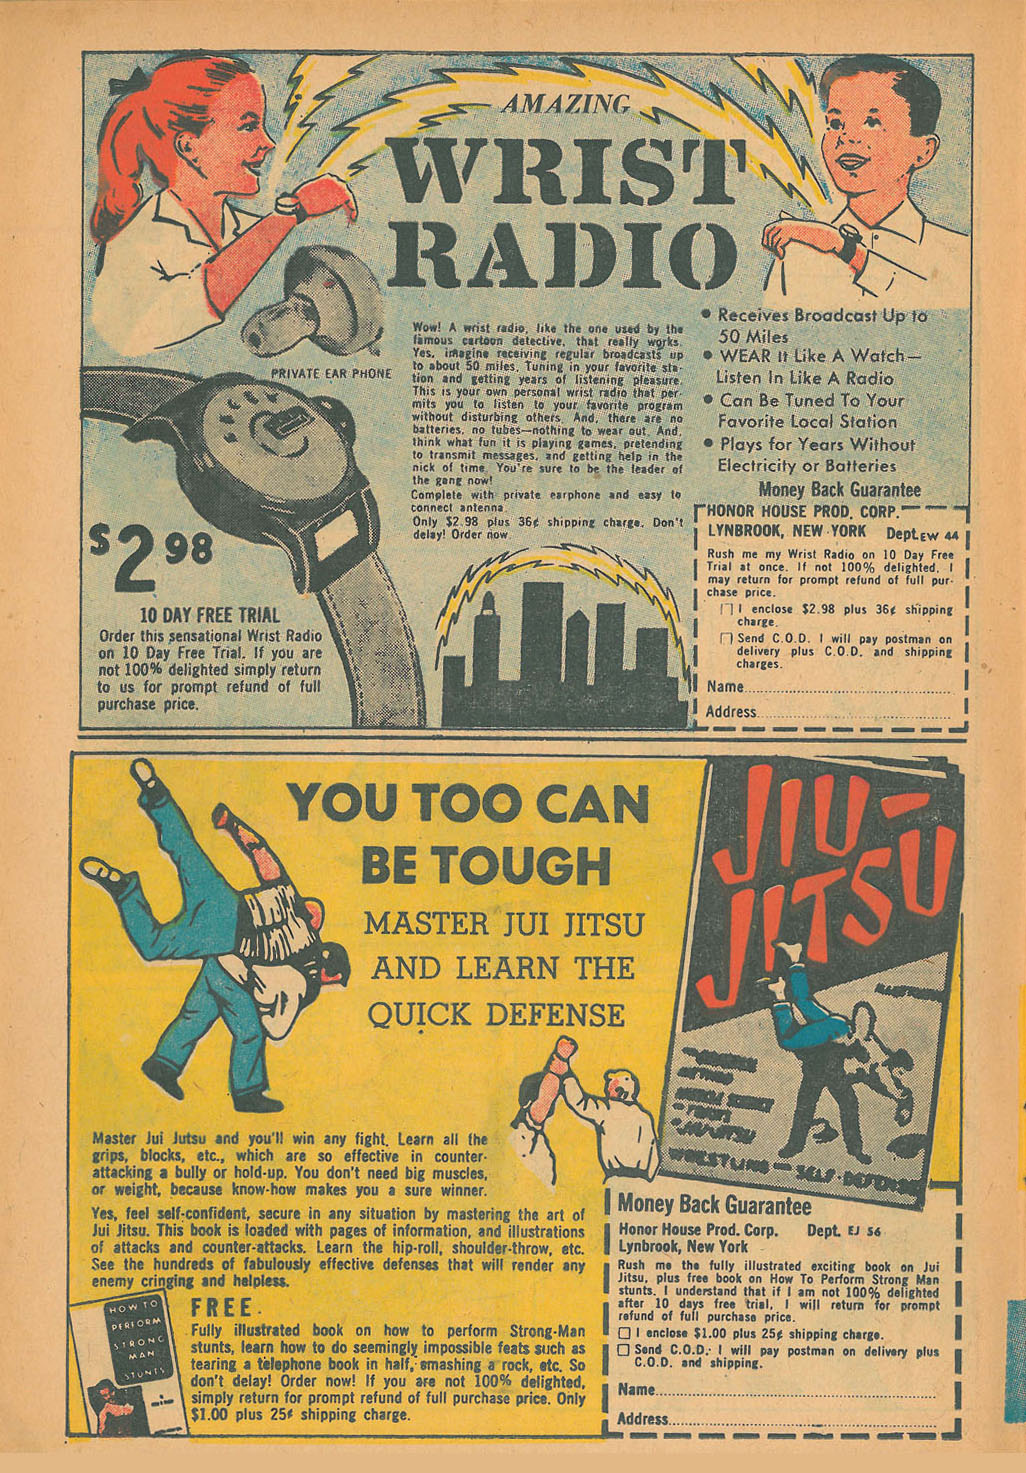 AMAZING
WRIST
RADIO
PRIVATE EAR PHONE
Wow! A wrist radio, like the one used by the
famous cartoon detective, that really works.
Yes, imagine receiving regular broadcasts up
to about 50 miles. Tuning in your favorite sta-
tion and getting years of listening pleasure.
This is your own personal wrist radio that per-
mits you to listen to your favorite program
without disturbing others. And, there are no
batteries, no tubes—nothing to wear out. And,
think what fun it is playing games, pretending
to transmit messages, and getting help in the
nick of time. You're sure to be the leader of
the gang now!
Complete with private earphone and easy to
connect antenna.
Only $2.98 plus 36¢ shipping charge. Don't
delay! Order now
• Receives Broadcast Up to
50 Miles
• WEAR It Like A Watch—
Listen In Like A Radio
• Can Be Tuned To Your
Favorite Local Station
• Plays for Years Without
Electricity or Batteries
Money Back Guarantee
$2.98
10 DAY FREE TRIAL
Order this sensational Wrist Radio
on 10 Day Free Trial. If you are
not 100% delighted simply return
to us for prompt refund of full
purchase price.
HONOR HOUSE PROD. CORP.
LYNBROOK, NEW YORK Dept. EW 44
Rush me my Wrist Radio on 10 Day Free
Trial at once. If not 100% delighted, I
may return for prompt refund of full pur-
chase price.
☐ I enclose $2.98 plus 36¢ shipping
charge.
☐ Send C.O.D. I will pay postman on
delivery plus C.O.D. and shipping
charges.
Name
Address
YOU TOO CAN
BE TOUGH
MASTER JUI JITSU
AND LEARN THE
QUICK DEFENSE
JIU-
JITSU
WRESTLING — SELF-DEFENSE
Master Jui Jutsu and you'll win any fight. Learn all the
grips, blocks, etc., which are so effective in counter-
attacking a bully or hold-up. You don't need big muscles,
or weight, because know-how makes you a sure winner.
Yes, feel self-confident, secure in any situation by mastering the art of
Jui Jitsu. This book is loaded with pages of information, and illustrations
of attacks and counter-attacks. Learn the hip-roll, shoulder-throw, etc.
See the hundreds of fabulously effective defenses that will render any
enemy cringing and helpless.
HOW TO
PERFORM
STRONG
MAN
STUNTS
FREE
Fully illustrated book on how to perform Strong-Man
stunts, learn how to do seemingly impossible feats such as
tearing a telephone book in half, smashing a rock, etc. So
don't delay! Order now! If you are not 100% delighted,
simply return for prompt refund of full purchase price. Only
$1.00 plus 25¢ shipping charge.
Money Back Guarantee
Honor House Prod. Corp. Dept. EJ 56
Lynbrook, New York
Rush me the fully illustrated exciting book on Jui
Jitsu, plus free book on How To Perform Strong Man
stunts. I understand that if I am not 100% delighted
after 10 days free trial, I will return for prompt
refund of full purchase price.
☐ I enclose $1.00 plus 25¢ shipping charge.
☐ Send C.O.D. I will pay postman on delivery plus
C.O.D. and shipping.
Name
Address